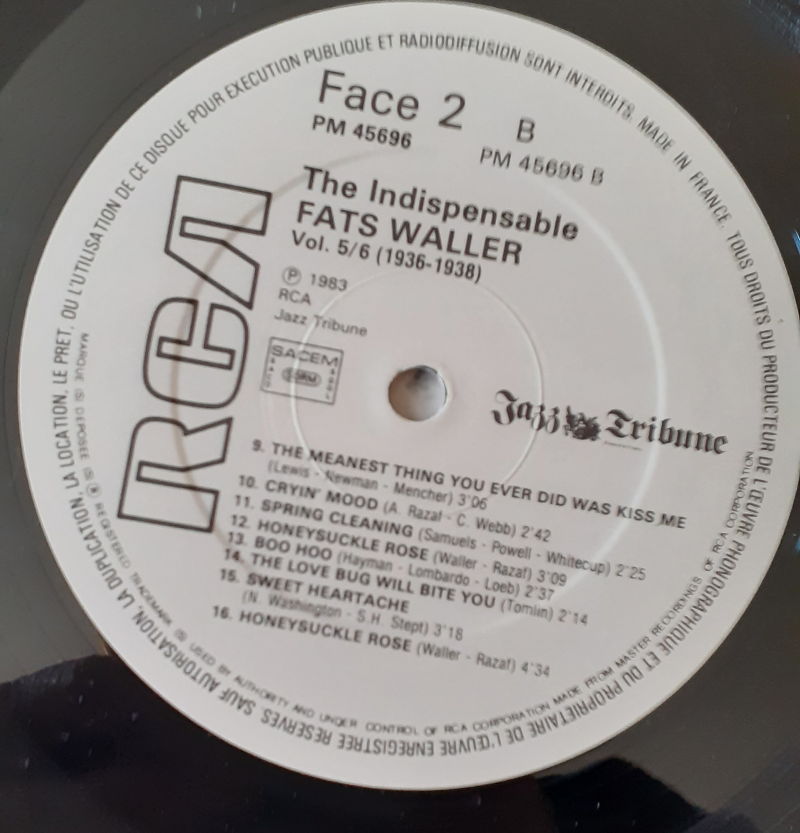 TOUS DROITS DU PRODUCTEUR DE L'ŒUVRE PHONOGRAPHIQUE ET DU PROPRIETAIRE DE L'ŒUVRE ENREGISTREE RESERVES SAUF AUTORISATION, LA DUPLICATION, LA LOCATION, LE PRET, OU L'UTILISATION DE CE DISQUE POUR EXECUTION PUBLIQUE ET RADIODIFFUSION SONT INTERDITS. MADE IN FRANCE.
Face 2 B
PM 45696 PM 45696 B
The Indispensable
FATS WALLER
Vol. 5/6 (1936-1938)
℗ 1983
RCA
Jazz Tribune
RCA
SACEM
Jazz Tribune
9. THE MEANEST THING YOU EVER DID WAS KISS ME
(Lewis - Newman - Mencher) 3'06
10. CRYIN' MOOD (A. Razaf - C. Webb) 2'42
11. SPRING CLEANING (Samuels - Powell - Whitecup) 2'25
12. HONEYSUCKLE ROSE (Waller - Razaf) 3'09
13. BOO HOO (Hayman - Lombardo - Loeb) 2'37
14. THE LOVE BUG WILL BITE YOU (Tomlin) 2'14
15. SWEET HEARTACHE
(N. Washington - S.H. Stept) 3'18
16. HONEYSUCKLE ROSE (Waller - Razaf) 4'34
MARQUE (S) DEPOSEE (S) ® REGISTERED TRADEMARK (S) USED BY AUTHORITY AND UNDER CONTROL OF RCA CORPORATION MADE FROM MASTER RECORDINGS OF RCA CORPORATION